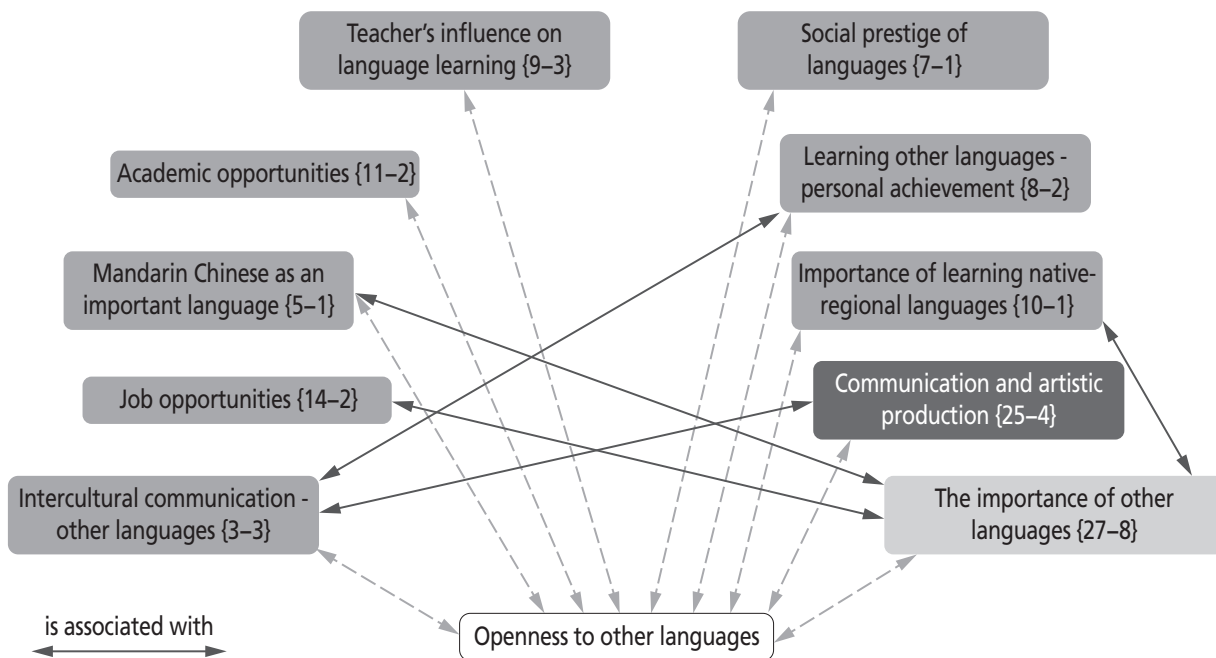 Teacher's influence on
language learning {9–3}
Social prestige of
languages {7–1}
Academic opportunities {11–2}
Learning other languages -
personal achievement {8–2}
Mandarin Chinese as an
important language {5–1}
Importance of learning native-
regional languages {10–1}
Job opportunities {14–2}
Communication and artistic
production {25–4}
Intercultural communication -
other languages {3–3}
The importance of other
languages {27–8}
is associated with
Openness to other languages